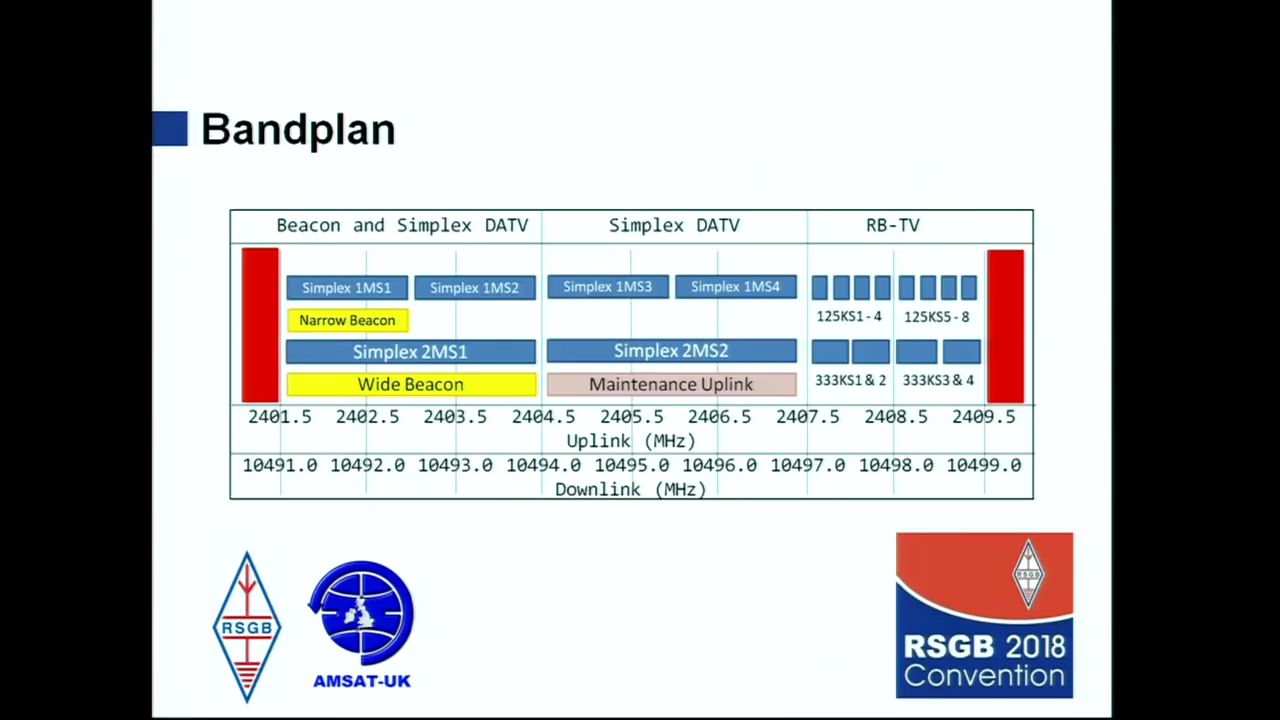 Bandplan
Beacon and Simplex DATV Simplex DATV RB-TV
Simplex 1MS1 Simplex 1MS2 Simplex 1MS3 Simplex 1MS4
Narrow Beacon 125KS1-4 125KS5-8
Simplex 2MS1 Simplex 2MS2
Wide Beacon Maintenance Uplink 333KS1 & 2 333KS3 & 4
2401.5 2402.5 2403.5 2404.5 2405.5 2406.5 2407.5 2408.5 2409.5
Uplink (MHz)
10491.0 10492.0 10493.0 10494.0 10495.0 10496.0 10497.0 10498.0 10499.0
Downlink (MHz)
RSGB
AMSAT-UK
RSGB
RSGB 2018
Convention